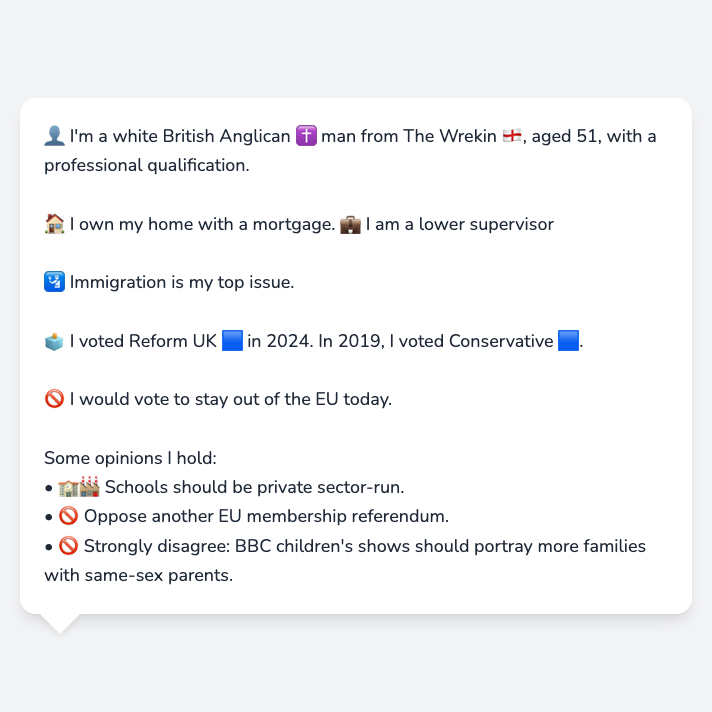 👤 I'm a white British Anglican ✝️ man from The Wrekin 🏴󠁧󠁢󠁥󠁮󠁧󠁿, aged 51, with a
professional qualification.
🏠 I own my home with a mortgage. 💼 I am a lower supervisor
🛂 Immigration is my top issue.
🗳️ I voted Reform UK 🟦 in 2024. In 2019, I voted Conservative 🟦.
🚫 I would vote to stay out of the EU today.
Some opinions I hold:
• 🏫🏭 Schools should be private sector-run.
• 🚫 Oppose another EU membership referendum.
• 🚫 Strongly disagree: BBC children's shows should portray more families
with same-sex parents.